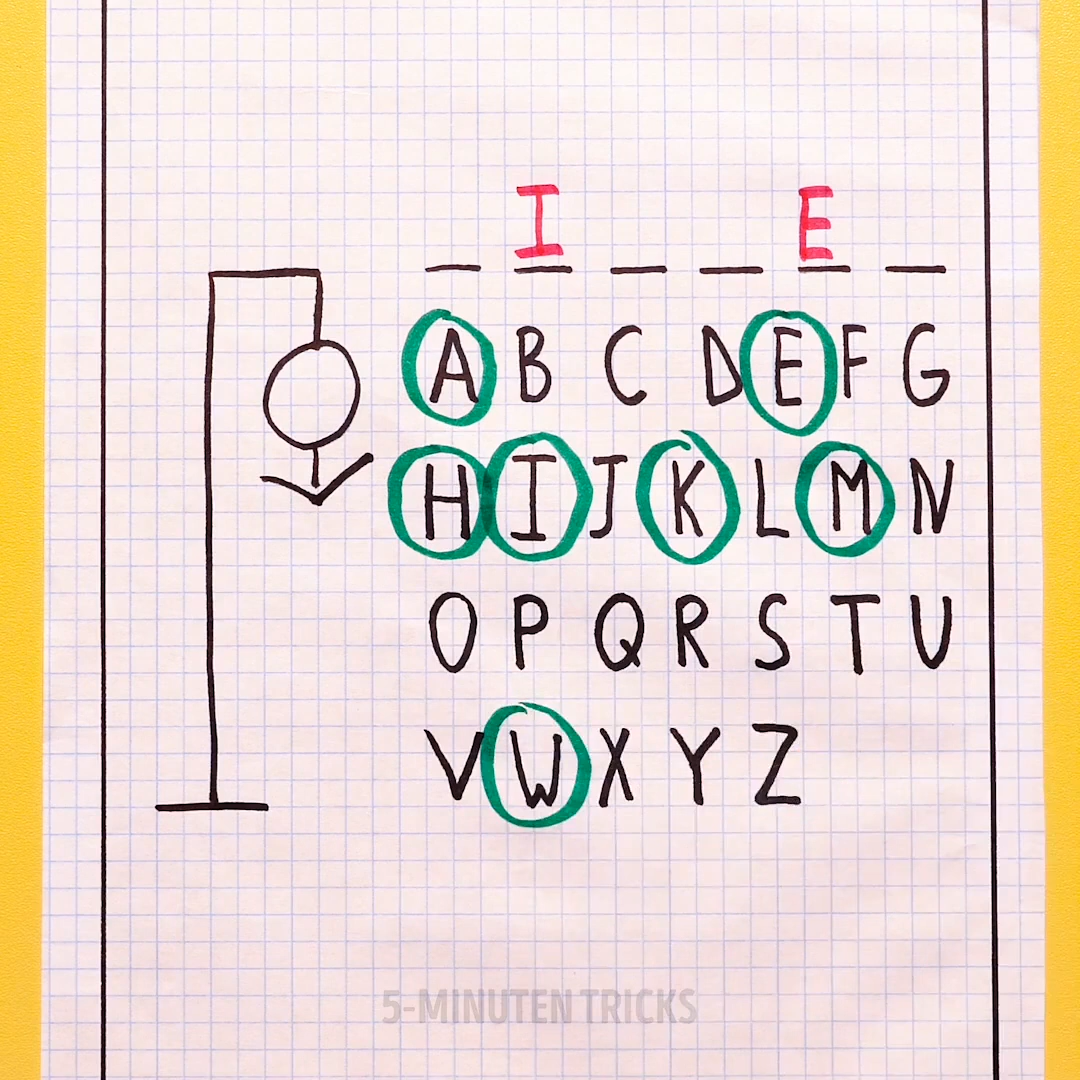 _ I _ _ E _
A B C D E F G
H I J K L M N
O P Q R S T U
V W X Y Z
5-MINUTEN TRICKS